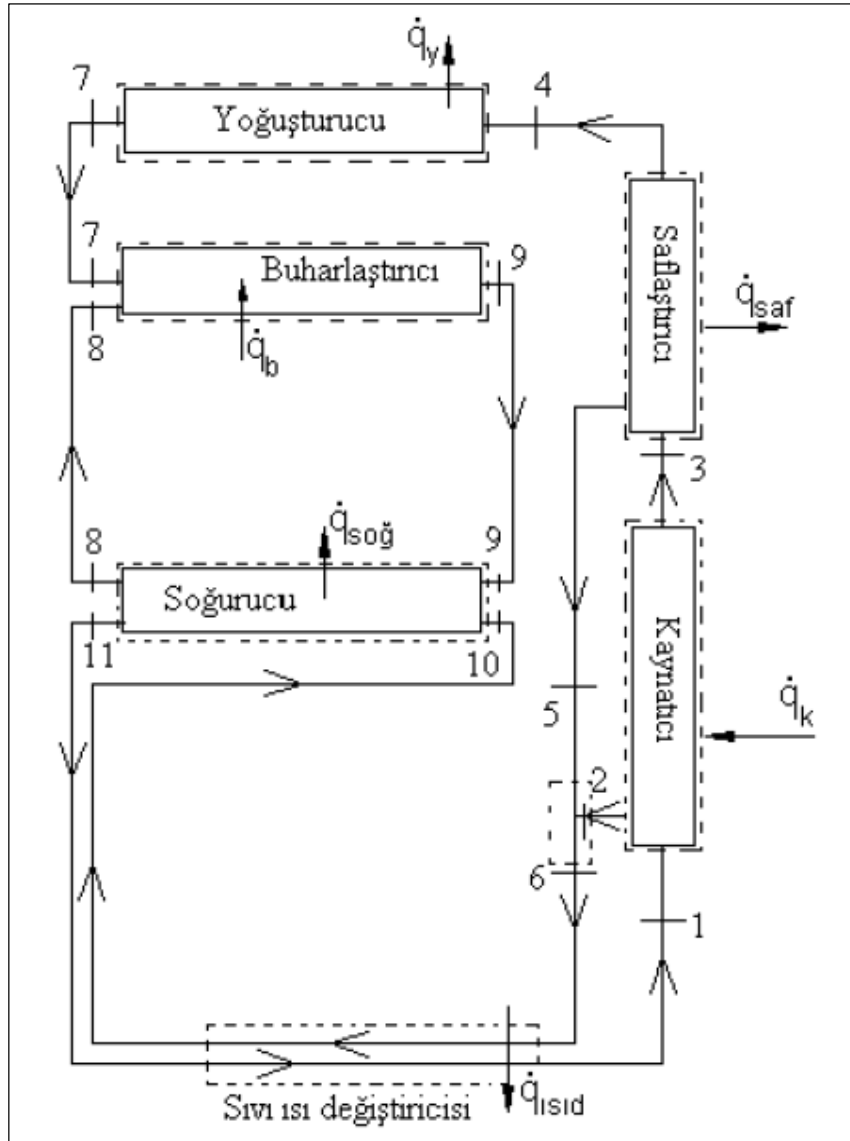 q̇y
7
4
Yoğuşturucu
7
Buharlaştırıcı
9
8
q̇b
Saflaştırıcı
q̇saf
3
8
q̇soğ
9
Soğurucu
11
10
5
Kaynatıcı
q̇k
2
6
1
Sıvı ısı değiştiricisi
q̇ısıd